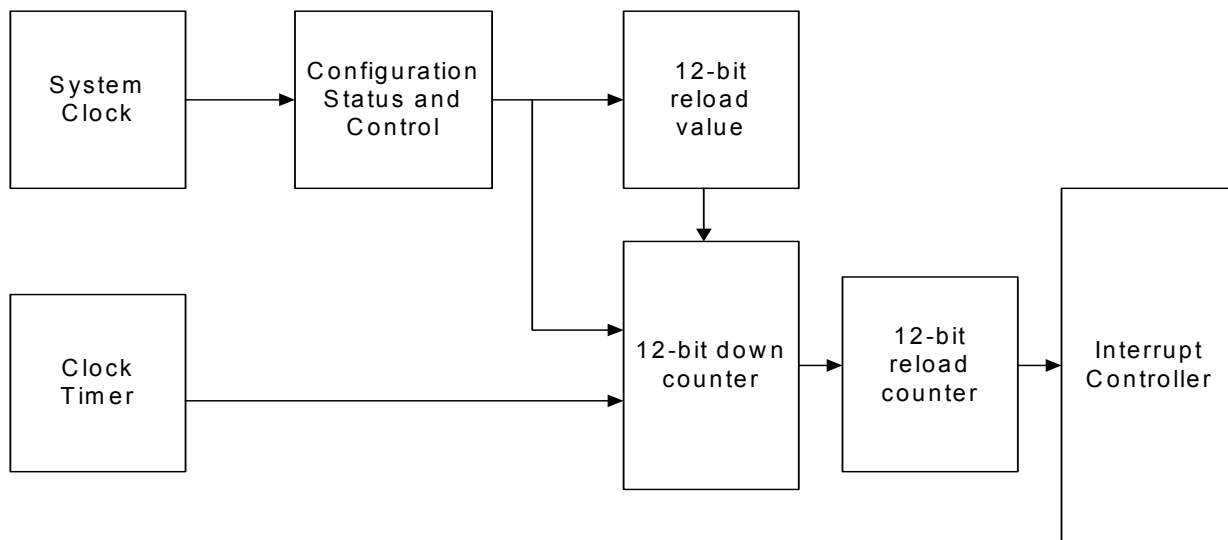 System
Clock
Configuration
Status and
Control
12-bit
reload
value
Clock
Timer
12-bit down
counter
12-bit
reload
counter
Interrupt
Controller